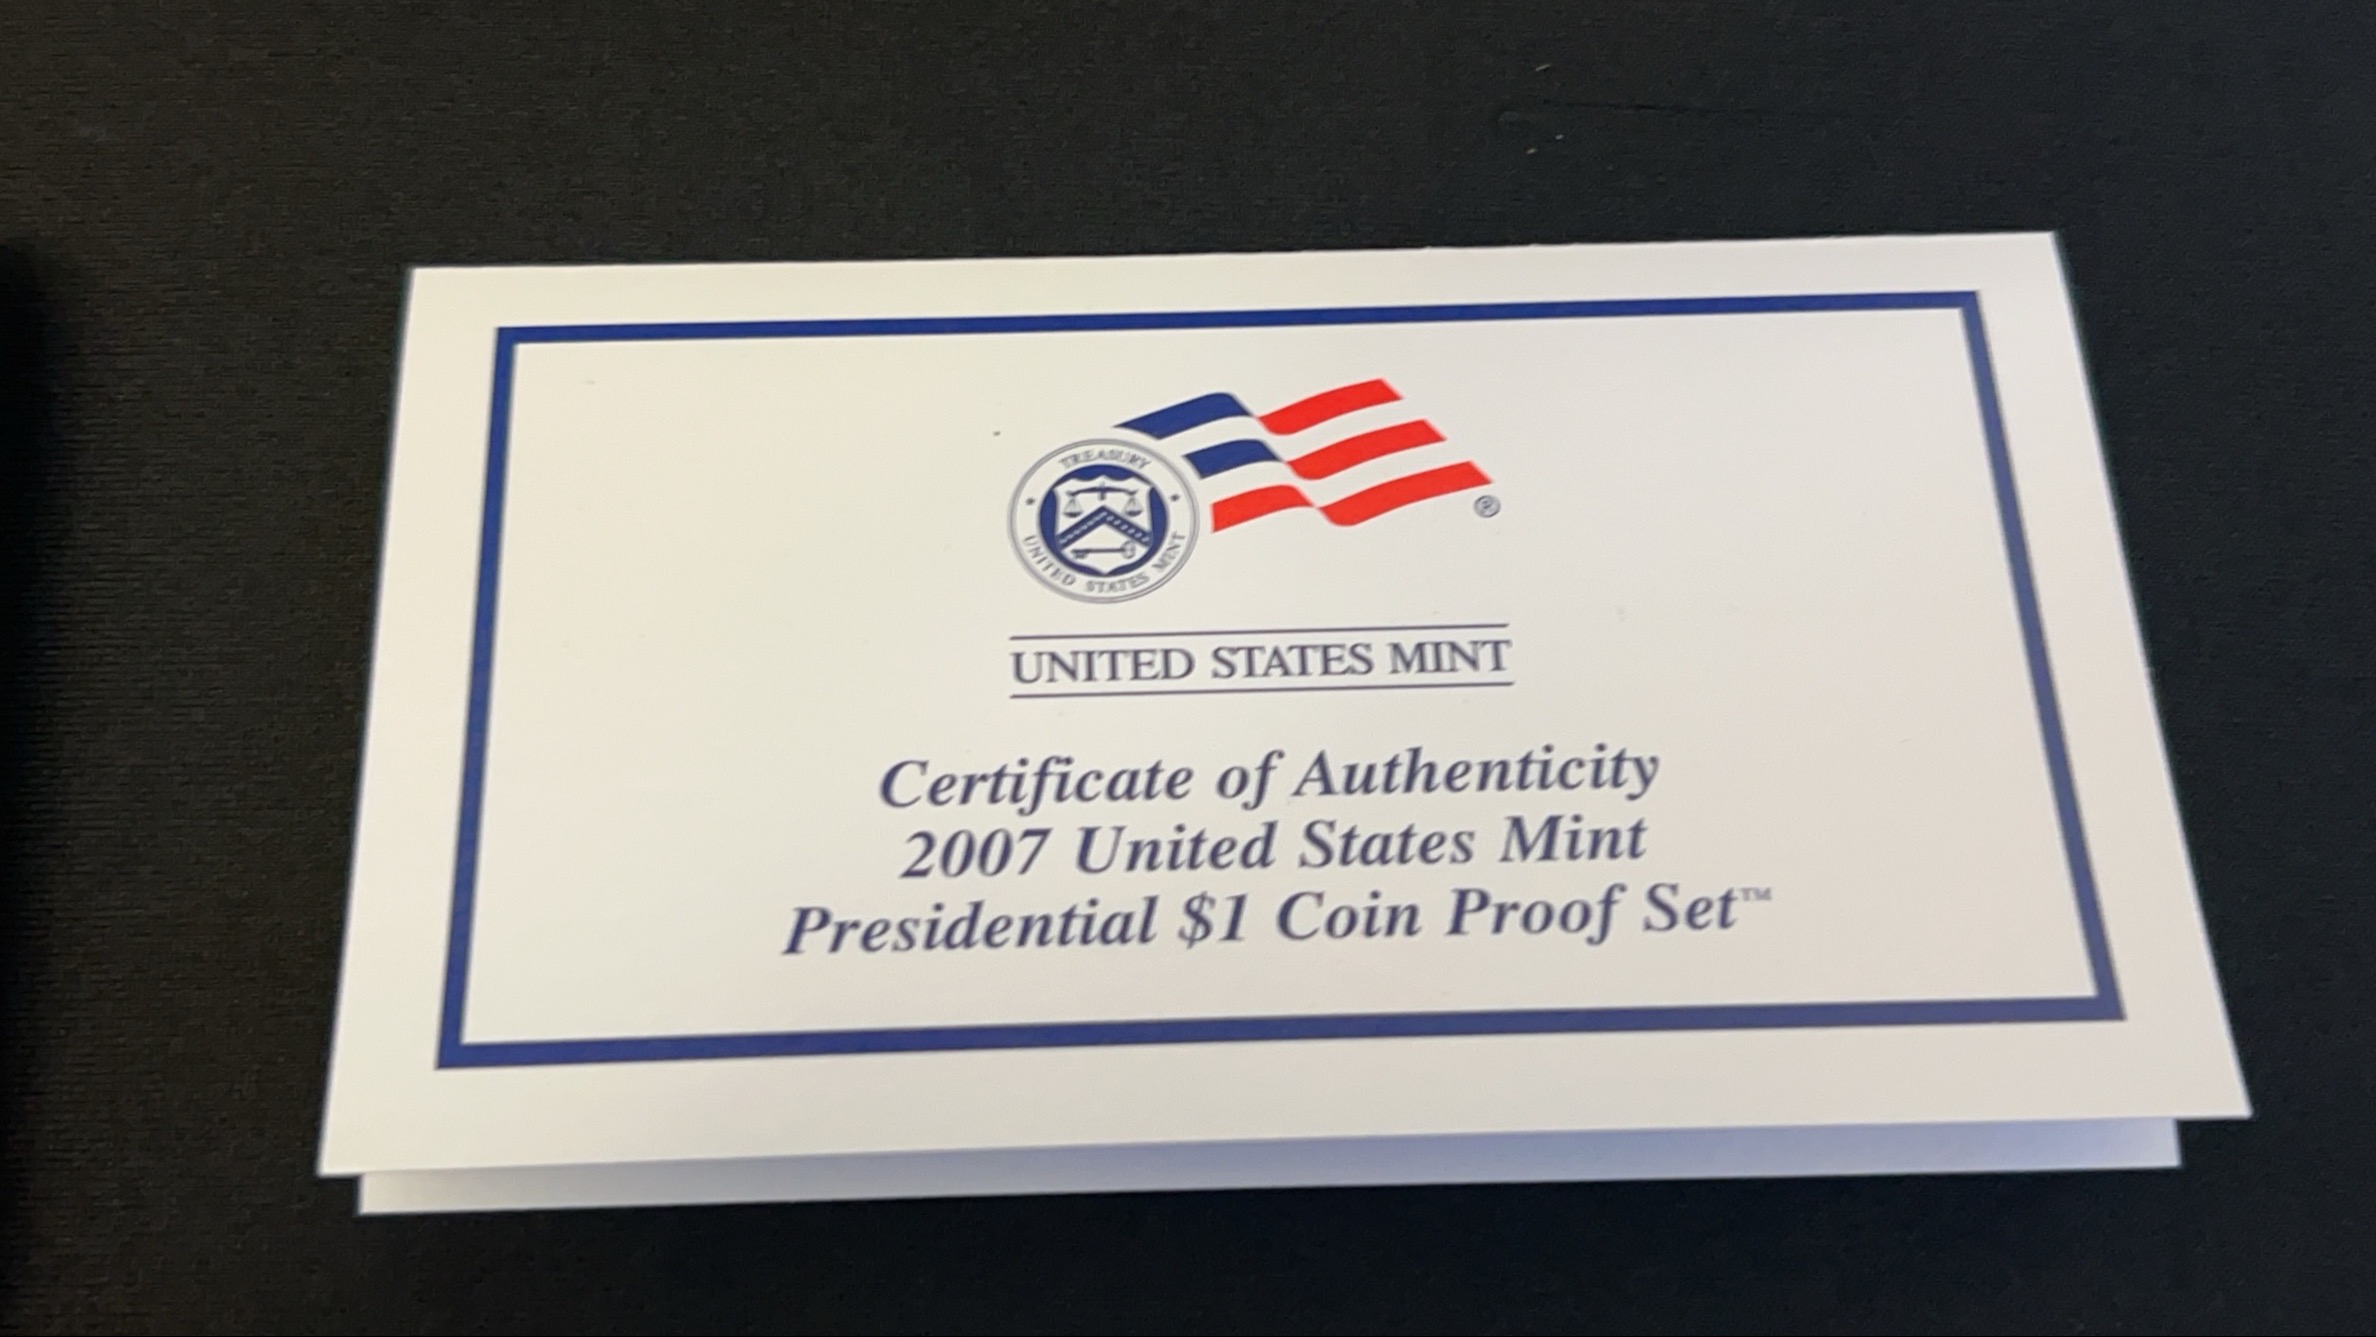 TREASURY
UNITED STATES MINT
®
UNITED STATES MINT
Certificate of Authenticity
2007 United States Mint
Presidential $1 Coin Proof Set™